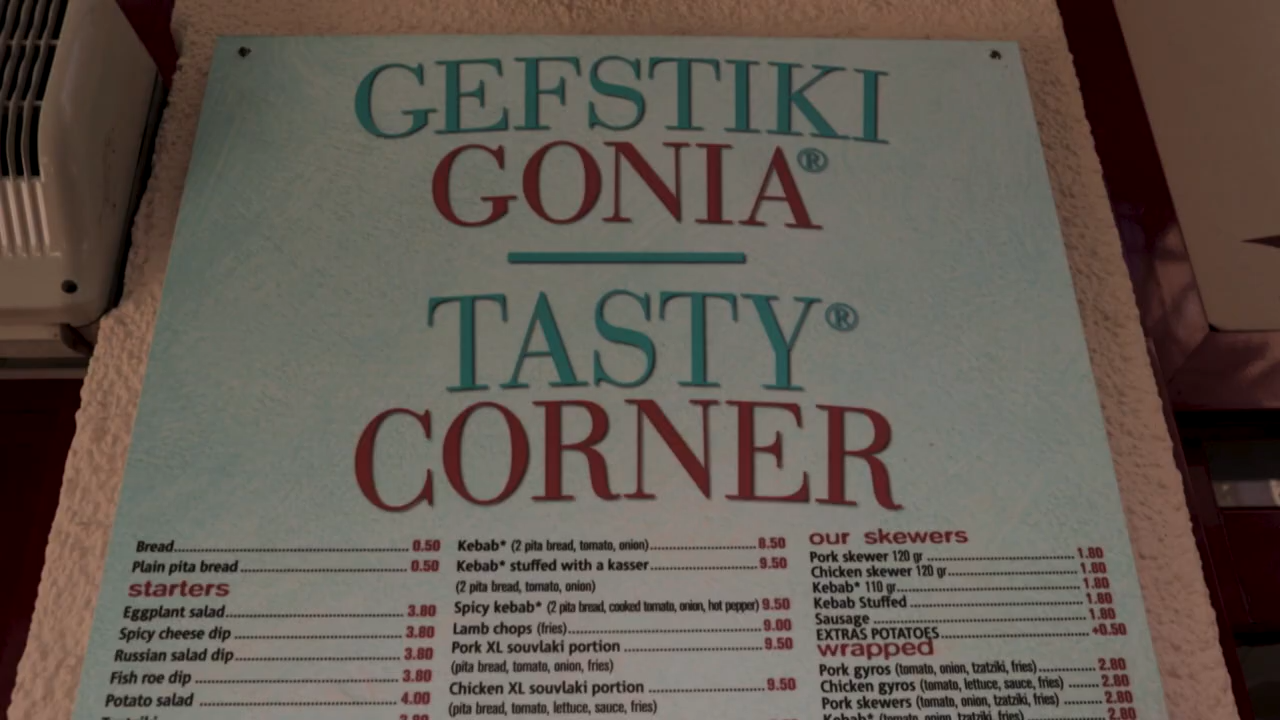 GEFSTIKI
GONIA®
TASTY®
CORNER
Bread 0.50
Plain pita bread 0.50
starters
Eggplant salad 3.80
Spicy cheese dip 3.80
Russian salad dip 3.80
Fish roe dip 3.80
Potato salad 4.00
Kebab* (2 pita bread, tomato, onion) 8.50
Kebab* stuffed with a kasser 9.50
(2 pita bread, tomato, onion)
Spicy kebab* (2 pita bread, cooked tomato, onion, hot pepper) 9.50
Lamb chops (fries) 9.00
Pork XL souvlaki portion 9.50
(pita bread, tomato, onion, fries)
Chicken XL souvlaki portion 9.50
(pita bread, tomato, lettuce, sauce, fries)
our skewers
Pork skewer 120 gr 1.80
Chicken skewer 120 gr 1.80
Kebab* 110 gr 1.80
Kebab Stuffed 1.80
Sausage 1.80
EXTRAS POTATOES +0.50
wrapped
Pork gyros (tomato, onion, tzatziki, fries) 2.80
Chicken gyros (tomato, lettuce, sauce, fries) 2.80
Pork skewers (tomato, onion, tzatziki, fries) 2.80
Kebab* (tomato, onion, tzatziki, fries) 2.80